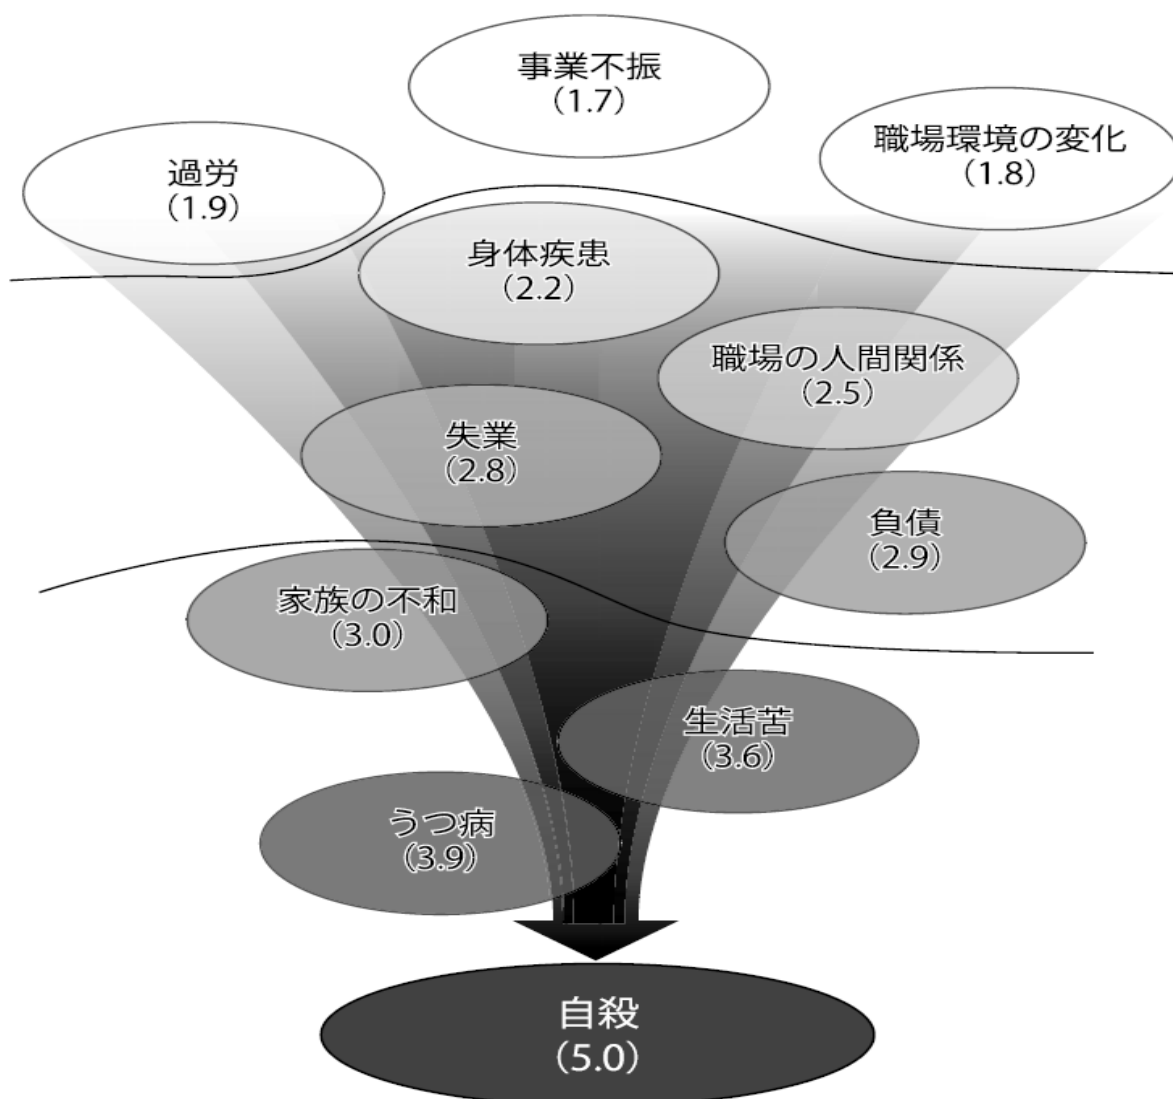 事業不振
（1.7）
職場環境の変化
（1.8）
過労
（1.9）
身体疾患
（2.2）
職場の人間関係
（2.5）
失業
（2.8）
負債
（2.9）
家族の不和
（3.0）
生活苦
（3.6）
うつ病
（3.9）
自殺
（5.0）